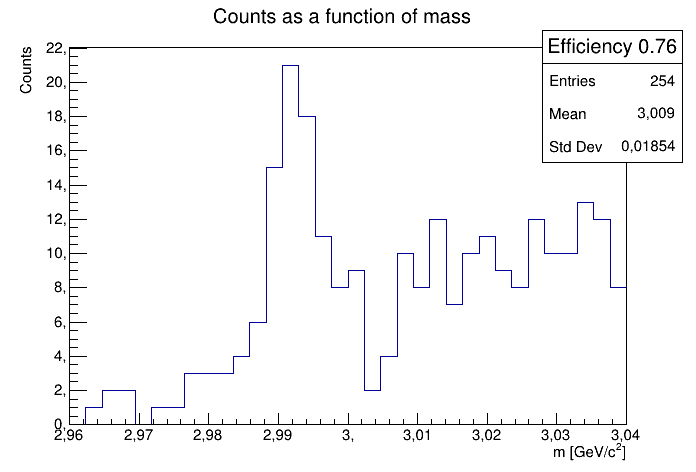 Counts as a function of mass
Efficiency 0.76
Entries 254
Mean 3,009
Std Dev 0,01854
Counts
22,
20,
18,
16,
14,
12,
10,
8,
6,
4,
2,
0,
2,96 2,97 2,98 2,99 3, 3,01 3,02 3,03 3,04
m [GeV/c²]